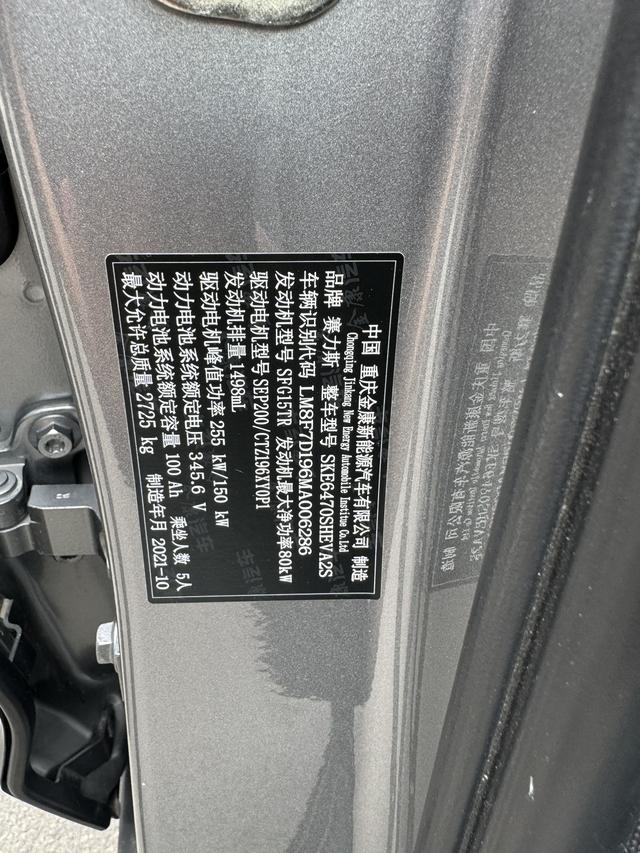 中国 重庆金康新能源汽车有限公司 制造
Chongqing Jinkang New Energy Automobile Institue Co.Ltd
品牌 赛力斯 整车型号 SKE6470SHEVA2S
车辆识别代码 LM8F7D196MA006286
发动机型号 SFG15TR 发动机最大净功率80kW
驱动电机型号 SEP200/CTZ196XY0P1
发动机排量 1498mL
驱动电机峰值功率 255 kW/150 kW
动力电池系统额定电压 345.6 V
动力电池系统额定容量 100 Ah 乘坐人数 5人
最大允许总质量 2725 kg 制造年月 2021-10